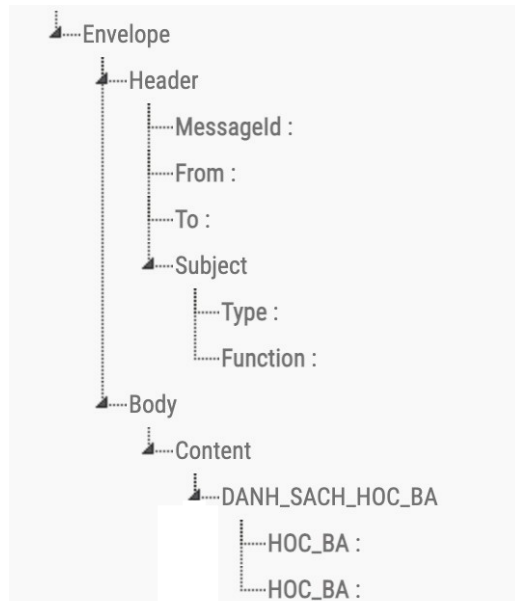 Envelope
Header
MessageId :
From :
To :
Subject
Type :
Function :
Body
Content
DANH_SACH_HOC_BA
HOC_BA :
HOC_BA :